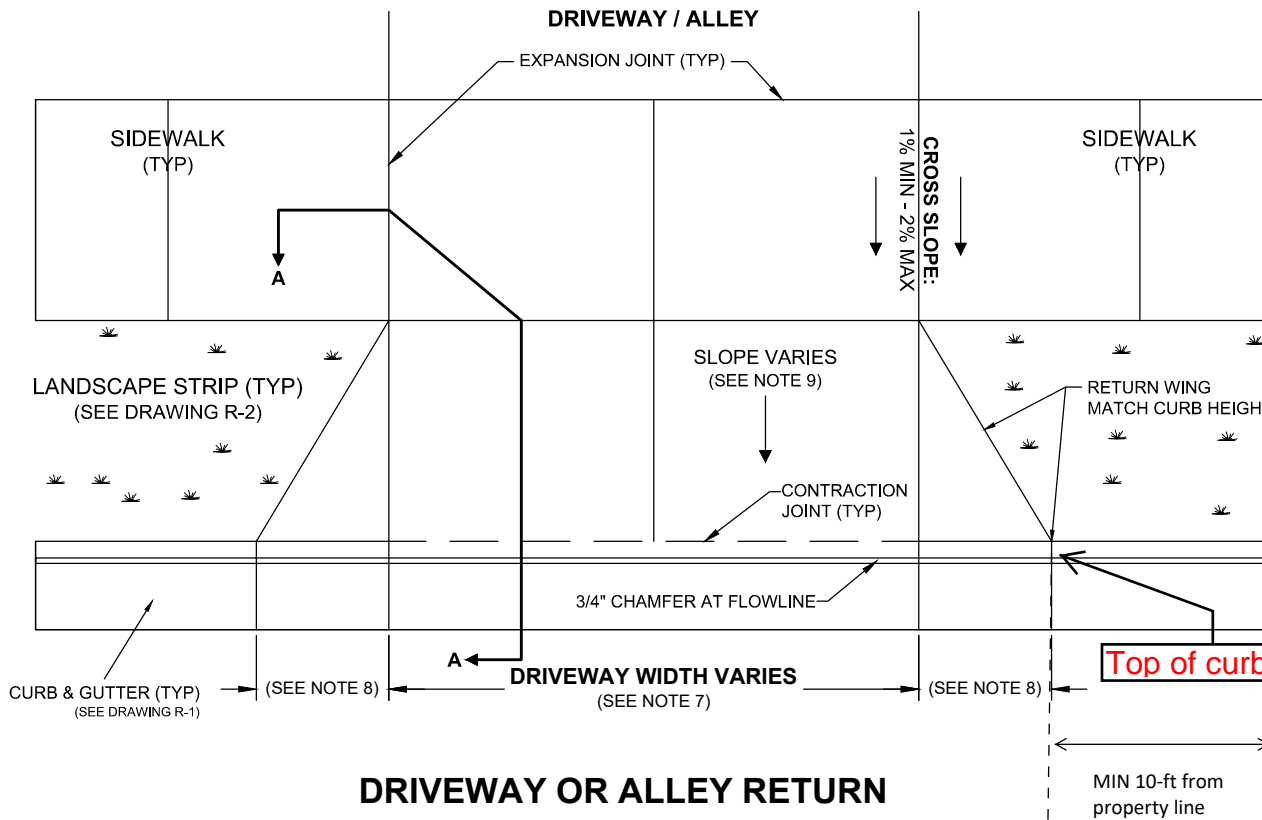 DRIVEWAY / ALLEY
EXPANSION JOINT (TYP)
SIDEWALK
(TYP)
CROSS SLOPE:
1% MIN - 2% MAX
SIDEWALK
(TYP)
A
LANDSCAPE STRIP (TYP)
(SEE DRAWING R-2)
SLOPE VARIES
(SEE NOTE 9)
RETURN WING
MATCH CURB HEIGH
CONTRACTION
JOINT (TYP)
3/4" CHAMFER AT FLOWLINE
A
Top of curb
CURB & GUTTER (TYP)
(SEE DRAWING R-1)
(SEE NOTE 8)
DRIVEWAY WIDTH VARIES
(SEE NOTE 7)
(SEE NOTE 8)
DRIVEWAY OR ALLEY RETURN
MIN 10-ft from
property line